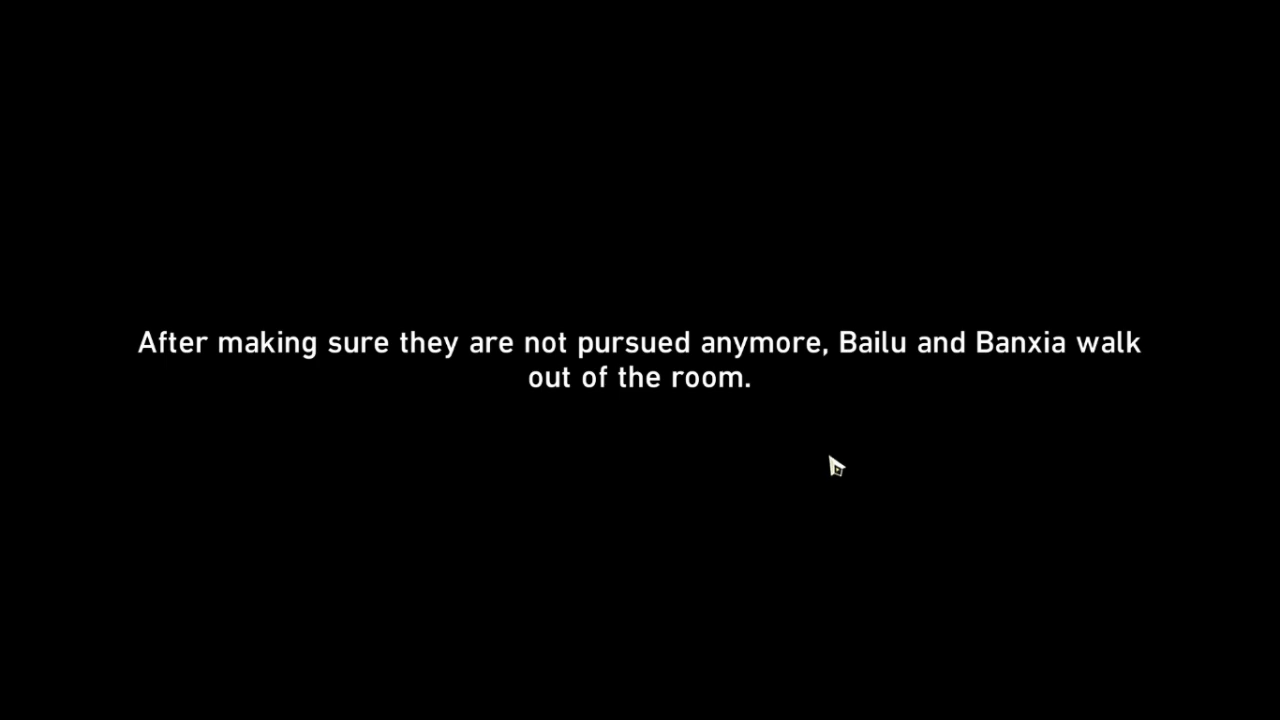 After making sure they are not pursued anymore, Bailu and Banxia walk
out of the room.